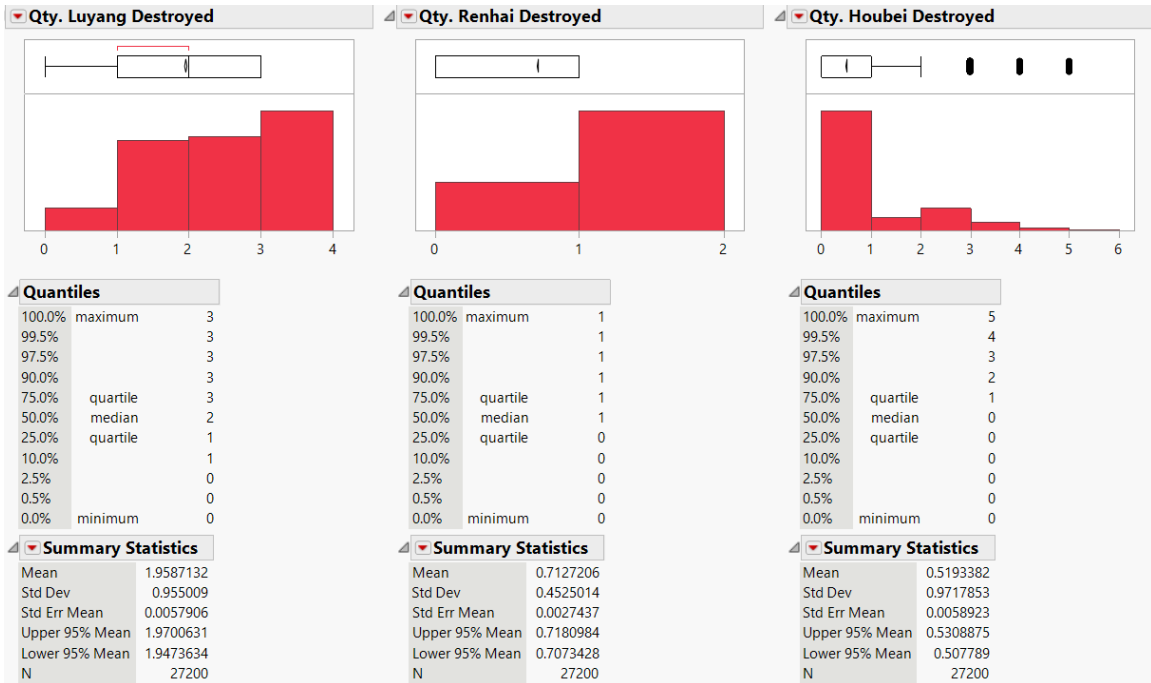 Qty. Luyang Destroyed
0 1 2 3 4
Quantiles
100.0% maximum 3
99.5% 3
97.5% 3
90.0% 3
75.0% quartile 3
50.0% median 2
25.0% quartile 1
10.0% 1
2.5% 0
0.5% 0
0.0% minimum 0
Summary Statistics
Mean 1.9587132
Std Dev 0.955009
Std Err Mean 0.0057906
Upper 95% Mean 1.9700631
Lower 95% Mean 1.9473634
N 27200
Qty. Renhai Destroyed
0 1 2
Quantiles
100.0% maximum 1
99.5% 1
97.5% 1
90.0% 1
75.0% quartile 1
50.0% median 1
25.0% quartile 0
10.0% 0
2.5% 0
0.5% 0
0.0% minimum 0
Summary Statistics
Mean 0.7127206
Std Dev 0.4525014
Std Err Mean 0.0027437
Upper 95% Mean 0.7180984
Lower 95% Mean 0.7073428
N 27200
Qty. Houbei Destroyed
0 1 2 3 4 5 6
Quantiles
100.0% maximum 5
99.5% 4
97.5% 3
90.0% 2
75.0% quartile 1
50.0% median 0
25.0% quartile 0
10.0% 0
2.5% 0
0.5% 0
0.0% minimum 0
Summary Statistics
Mean 0.5193382
Std Dev 0.9717853
Std Err Mean 0.0058923
Upper 95% Mean 0.5308875
Lower 95% Mean 0.507789
N 27200